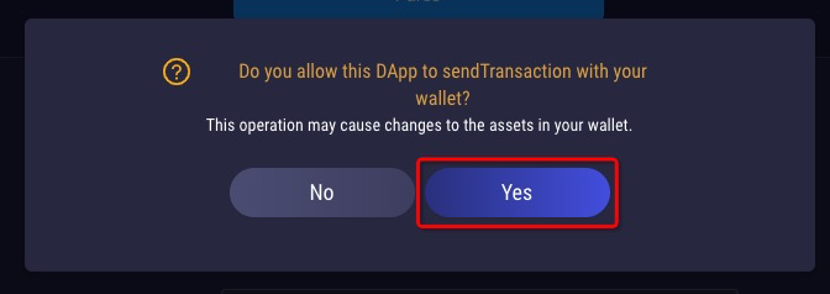 Do you allow this DApp to sendTransaction with your
wallet?
This operation may cause changes to the assets in your wallet.
No
Yes